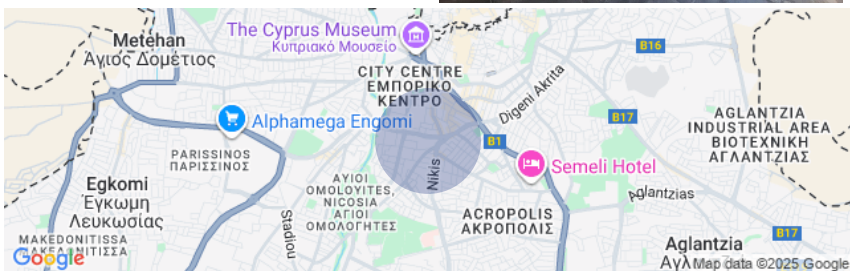 Metehan
Άγιος Δομέτιος
The Cyprus Museum
Κυπριακό Μουσείο
CITY CENTRE
ΕΜΠΟΡΙΚΟ
ΚΕΝΤΡΟ
B16
Digeni Akrita
B17
AGLANTZIA
INDUSTRIAL AREA
ΒΙΟΤΕΧΝΙΚΗ
ΑΓΛΑΝΤΖΙΑΣ
Alphamega Engomi
B1
PARISSINOS
ΠΑΡΙΣΣΙΝΟΣ
Semeli Hotel
Nikis
Egkomi
Έγκωμη
Λευκωσίας
AYIOI
OMOLOYITES,
NICOSIA
ΑΓΙΟΙ
ΟΜΟΛΟΓΗΤΕΣ
Stadiou
Aglantzias
ACROPOLIS
ΑΚΡΟΠΟΛΙΣ
MAKEDONITISSA
B17
Aglantzia
Google
Map data ©2025 Google